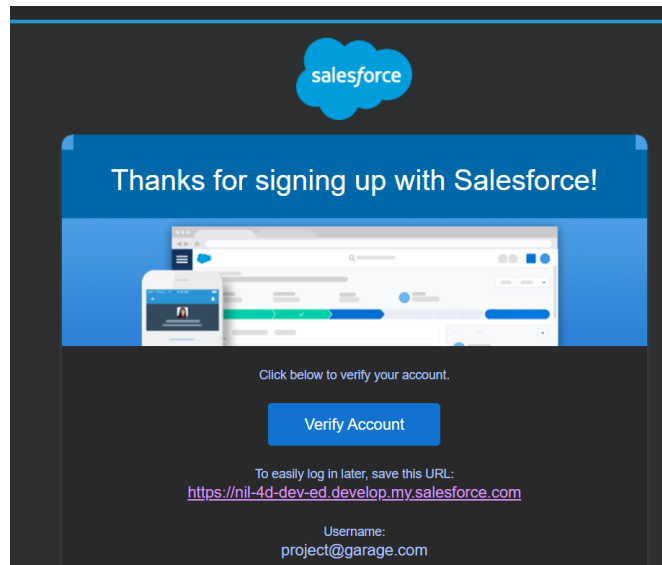 salesforce
Thanks for signing up with Salesforce!
Click below to verify your account.
Verify Account
To easily log in later, save this URL:
https://nil-4d-dev-ed.develop.my.salesforce.com
Username:
project@garage.com